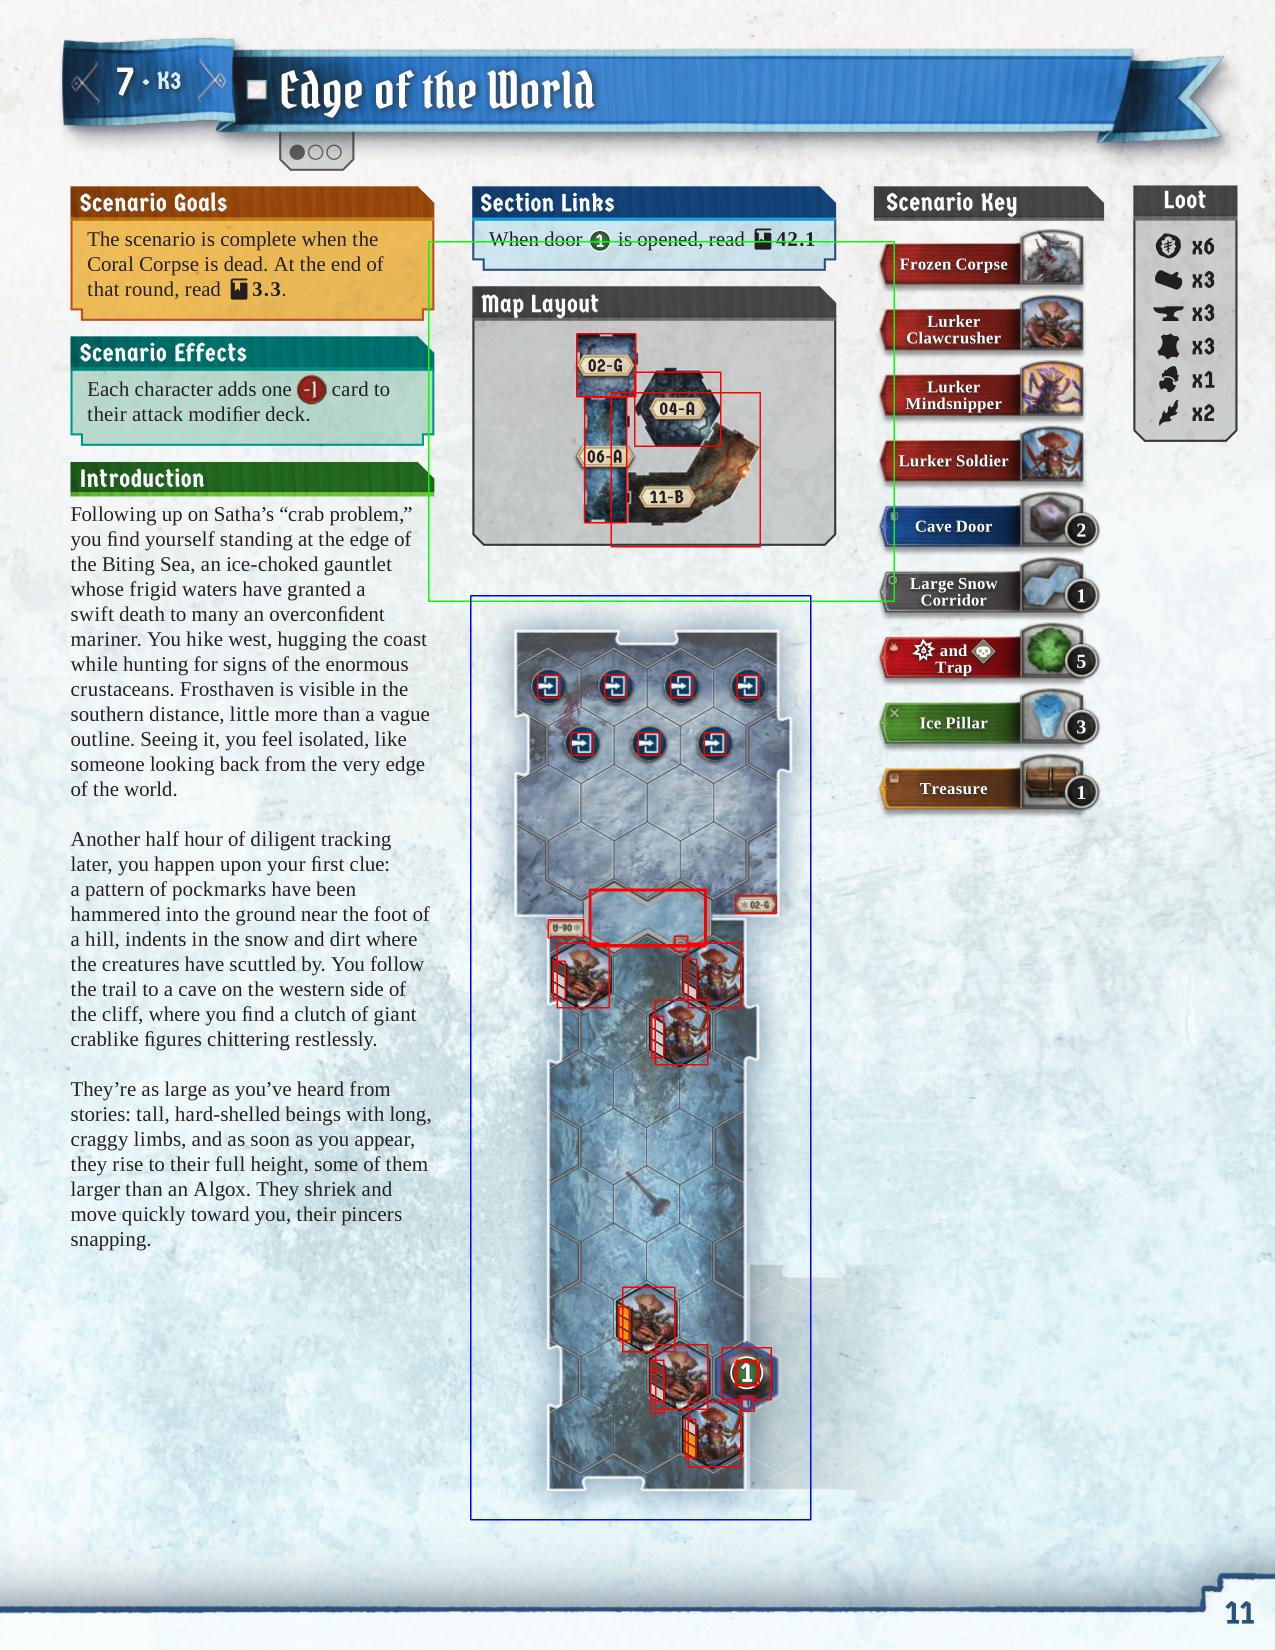 7 · K3
Edge of the World
Scenario Goals
The scenario is complete when the
Coral Corpse is dead. At the end of
that round, read 3.3.
Scenario Effects
Each character adds one -1 card to
their attack modifier deck.
Introduction
Following up on Satha's “crab problem,”
you find yourself standing at the edge of
the Biting Sea, an ice-choked gauntlet
whose frigid waters have granted a
swift death to many an overconfident
mariner. You hike west, hugging the coast
while hunting for signs of the enormous
crustaceans. Frosthaven is visible in the
southern distance, little more than a vague
outline. Seeing it, you feel isolated, like
someone looking back from the very edge
of the world.
Another half hour of diligent tracking
later, you happen upon your first clue:
a pattern of pockmarks have been
hammered into the ground near the foot of
a hill, indents in the snow and dirt where
the creatures have scuttled by. You follow
the trail to a cave on the western side of
the cliff, where you find a clutch of giant
crablike figures chittering restlessly.
They're as large as you've heard from
stories: tall, hard-shelled beings with long,
craggy limbs, and as soon as you appear,
they rise to their full height, some of them
larger than an Algox. They shriek and
move quickly toward you, their pincers
snapping.
Section Links
When door 1 is opened, read 42.1
Map Layout
02-G
04-A
06-A
11-B
02-G
06-A
1
Scenario Key
Frozen Corpse
Lurker
Clawcrusher
Lurker
Mindsnipper
Lurker Soldier
Cave Door 2
Large Snow
Corridor 1
and
Trap 5
Ice Pillar 3
Treasure 1
Loot
x6
x3
x3
x3
x1
x2
11